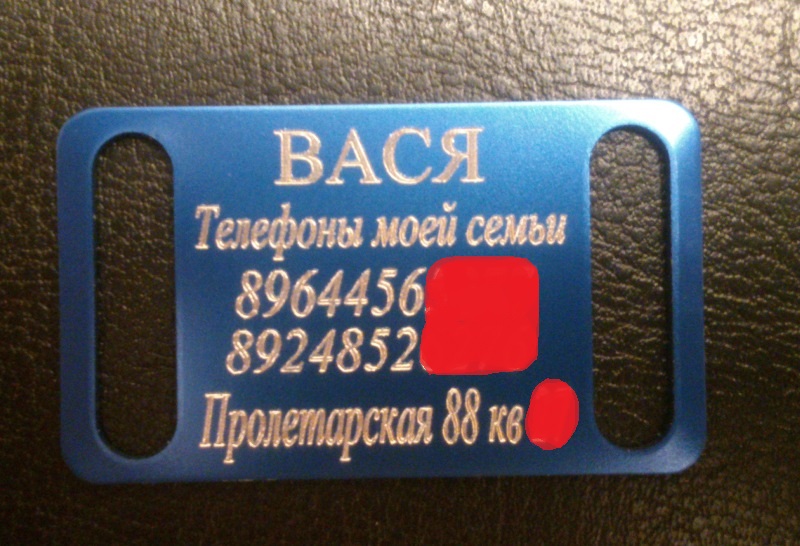 ВАСЯ
Телефоны моей семьи
8964456
8924852
Пролетарская 88 кв